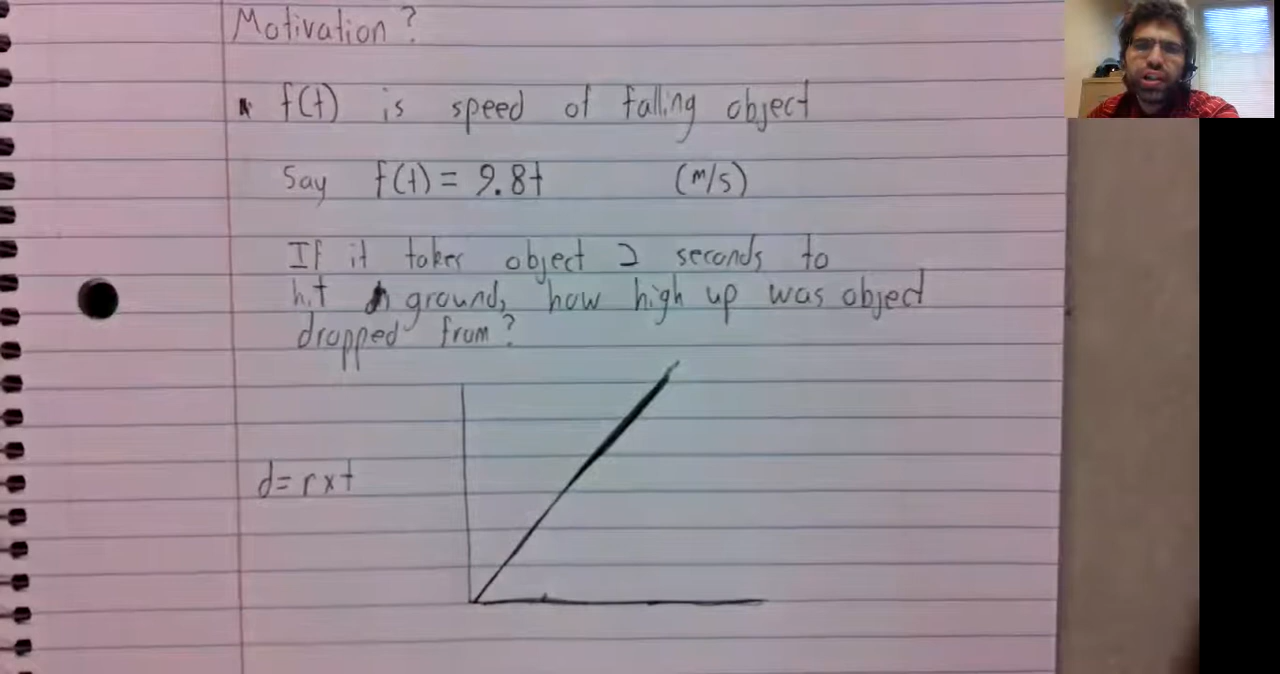 Motivation?
f(t) is speed of falling object
Say f(t) = 9.8t (m/s)
If it takes object 2 seconds to
hit ground, how high up was object
dropped from?
d = r x t